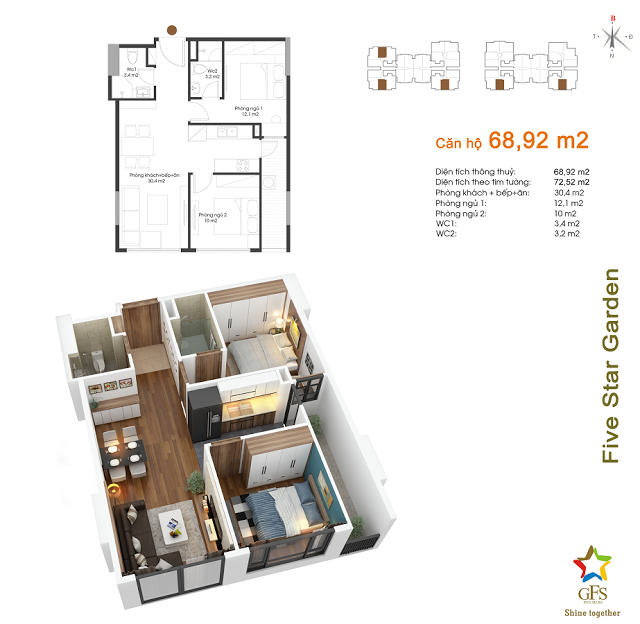 B
T Đ
N
Wc1
3,4 m2
Wc2
3,2 m2
Phòng ngủ 1
12,1 m2
Phòng khách+bếp+ăn
30,4 m2
Phòng ngủ 2
10 m2
Căn hộ 68,92 m2
Diện tích thông thuỷ: 68,92 m2
Diện tích theo tim tường: 72,52 m2
Phòng khách + bếp+ăn: 30,4 m2
Phòng ngủ 1: 12,1 m2
Phòng ngủ 2: 10 m2
WC1: 3,4 m2
WC2: 3,2 m2
Five Star Garden
GFS
Shine together